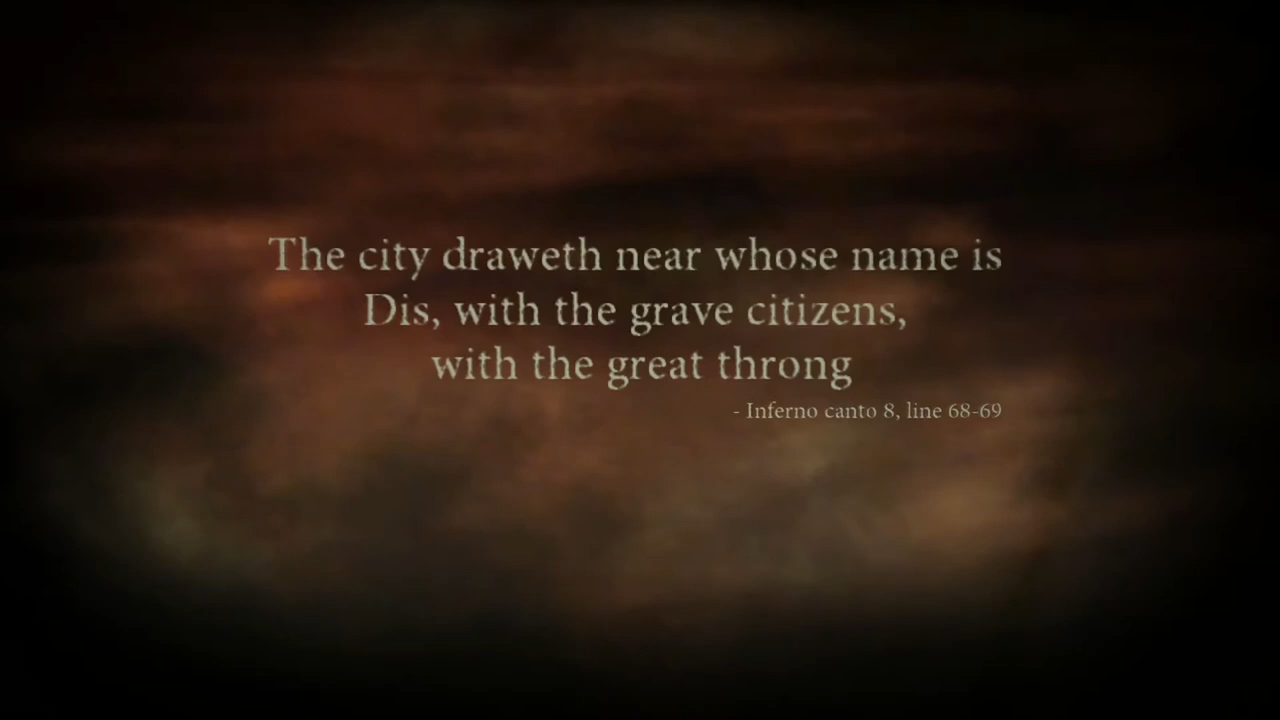 The city draweth near whose name is
Dis, with the grave citizens,
with the great throng
- Inferno canto 8, line 68-69